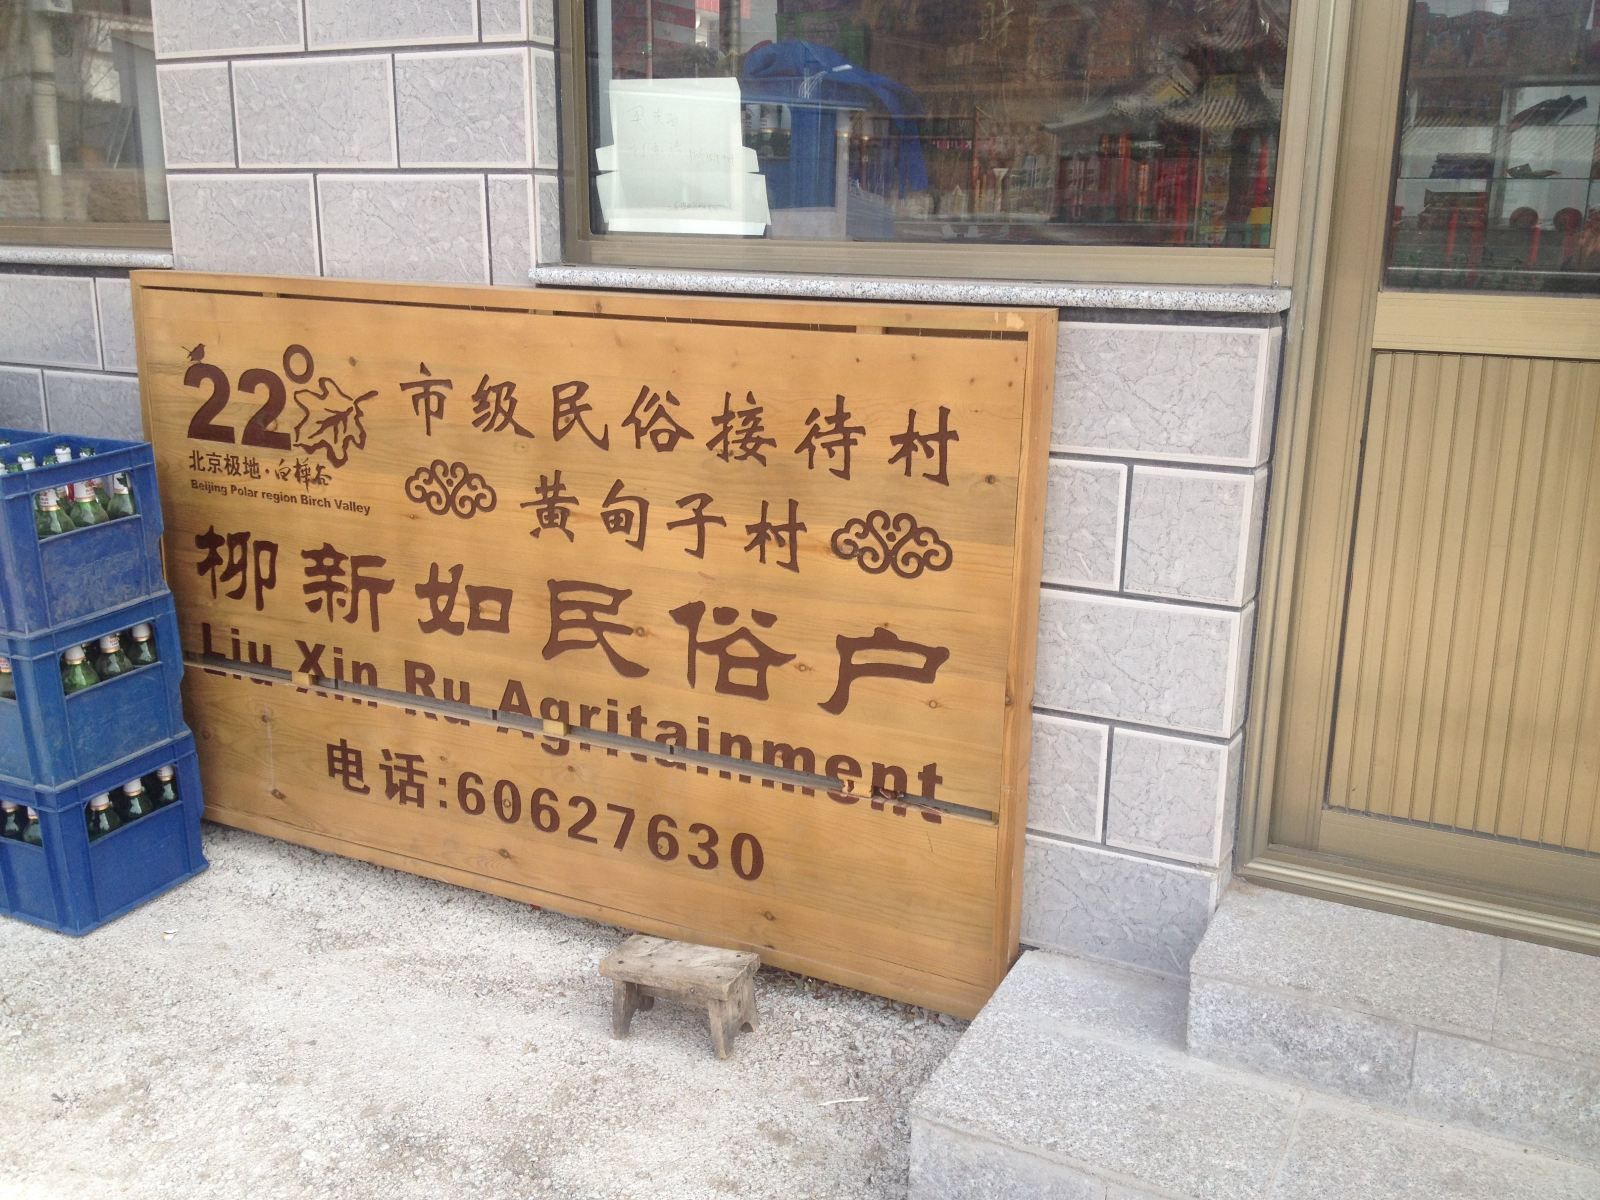 22°
北京极地·白桦谷
Beijing Polar region Birch Valley
市级民俗接待村
黄甸子村
柳新如民俗户
Liu Xin Ru Agritainment
电话:60627630